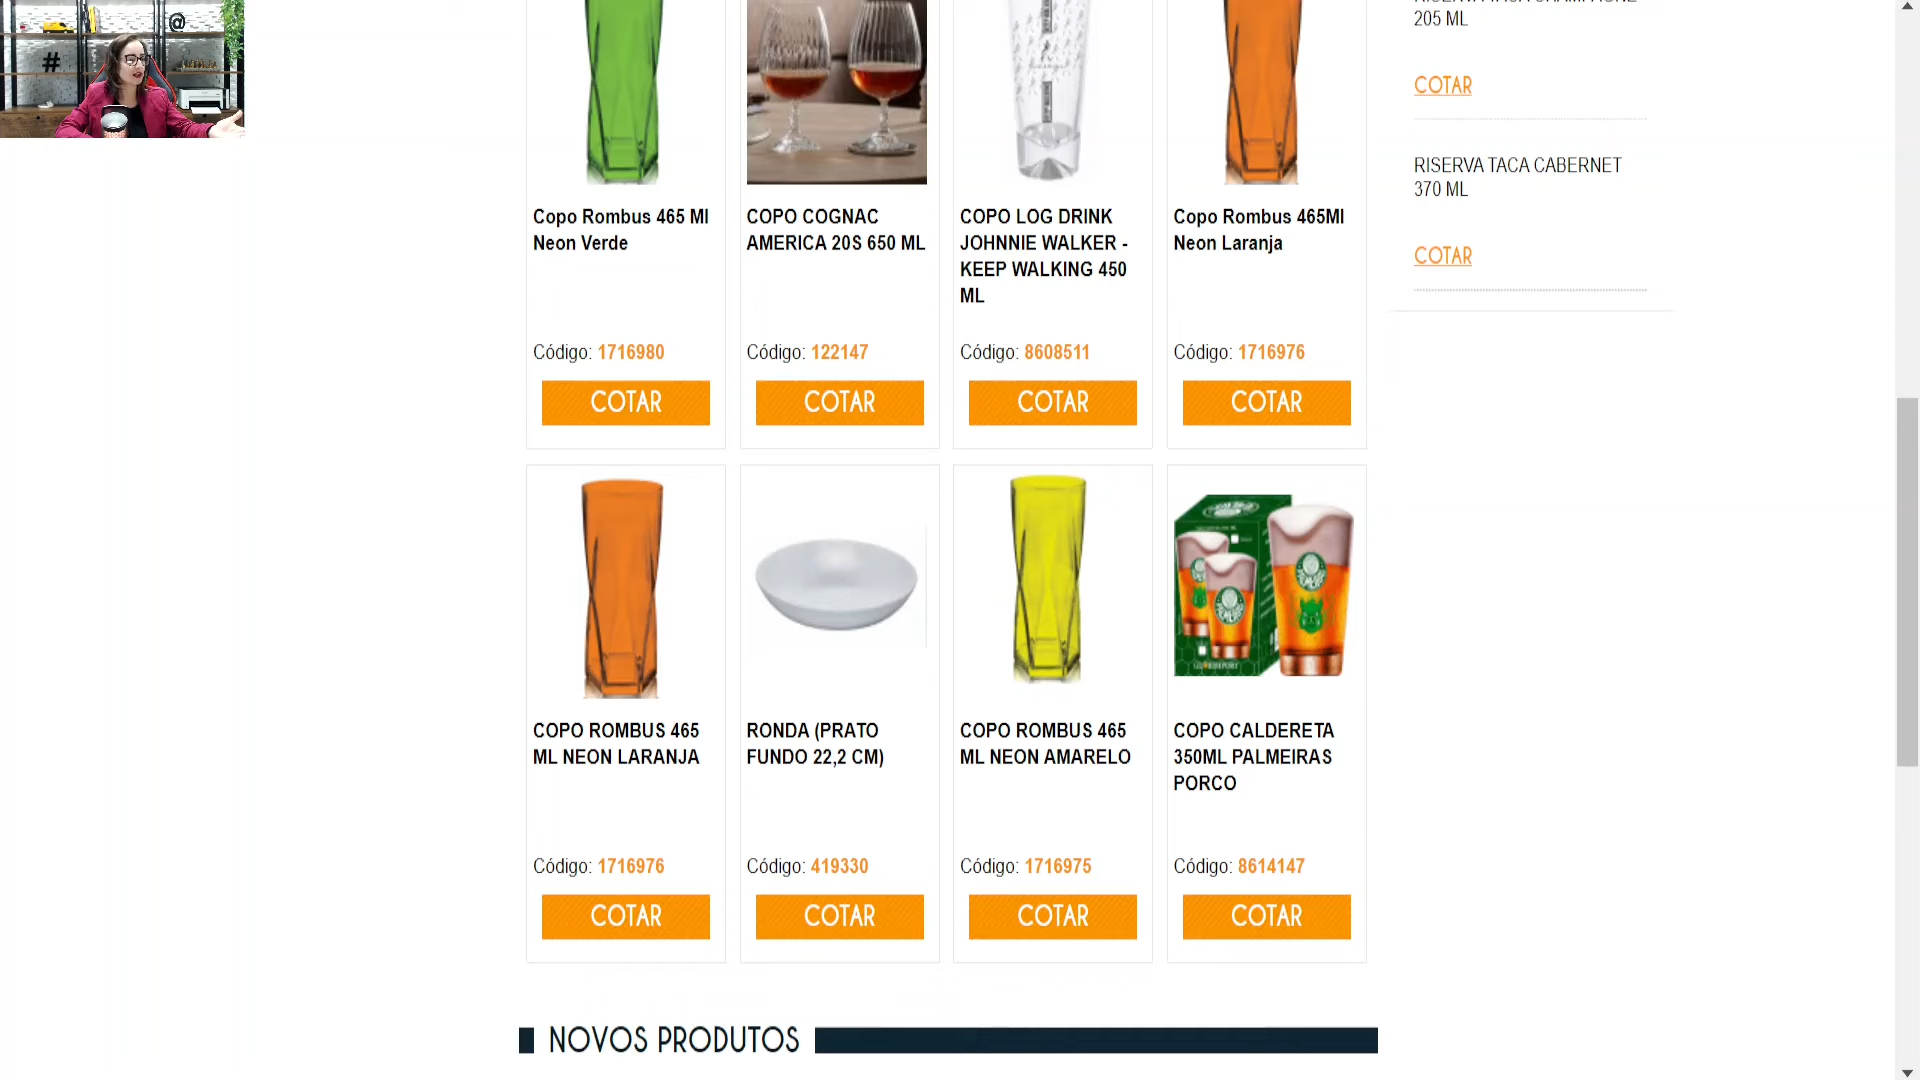 #
@
205 ML
COTAR
RISERVA TACA CABERNET
370 ML
COTAR
Copo Rombus 465 Ml
Neon Verde
Código: 1716980
COTAR
COPO COGNAC
AMERICA 20S 650 ML
Código: 122147
COTAR
COPO LOG DRINK
JOHNNIE WALKER -
KEEP WALKING 450
ML
Código: 8608511
COTAR
Copo Rombus 465Ml
Neon Laranja
Código: 1716976
COTAR
COPO ROMBUS 465
ML NEON LARANJA
Código: 1716976
COTAR
RONDA (PRATO
FUNDO 22,2 CM)
Código: 419330
COTAR
COPO ROMBUS 465
ML NEON AMARELO
Código: 1716975
COTAR
COPO CALDERETA
350ML PALMEIRAS
PORCO
Código: 8614147
COTAR
NOVOS PRODUTOS